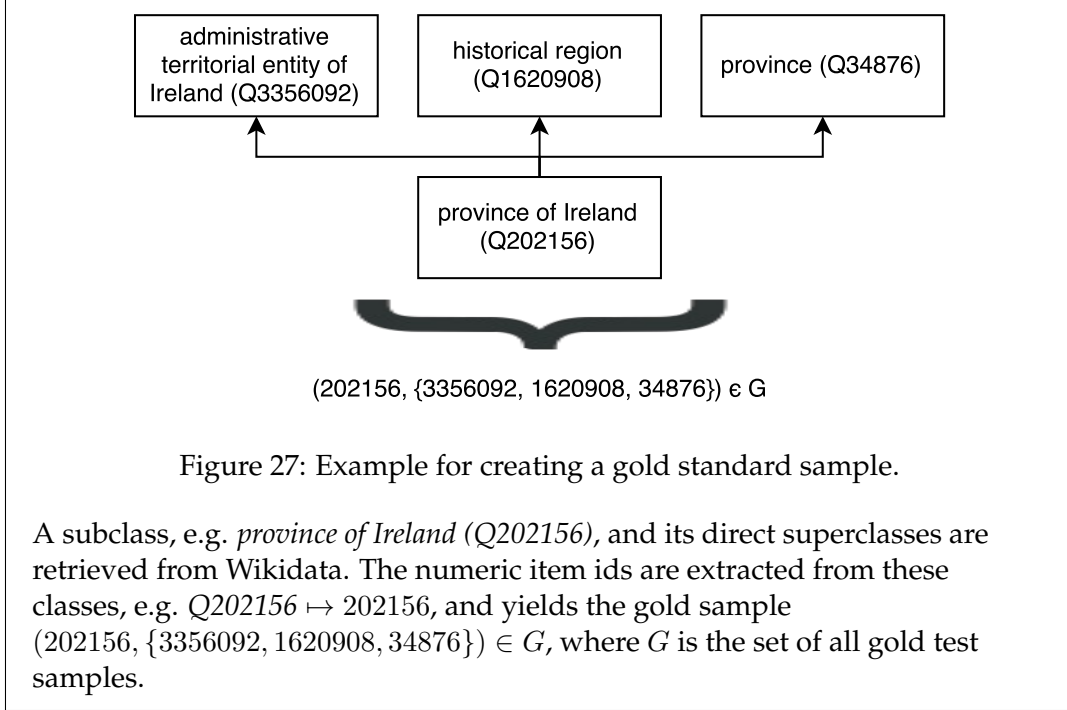 administrative
territorial entity of
Ireland (Q3356092)
historical region
(Q1620908)
province (Q34876)
province of Ireland
(Q202156)
(202156, {3356092, 1620908, 34876}) ϵ G
Figure 27: Example for creating a gold standard sample.
A subclass, e.g. province of Ireland (Q202156), and its direct superclasses are
retrieved from Wikidata. The numeric item ids are extracted from these
classes, e.g. Q202156 ↦ 202156, and yields the gold sample
(202156, {3356092, 1620908, 34876}) ∈ G, where G is the set of all gold test
samples.